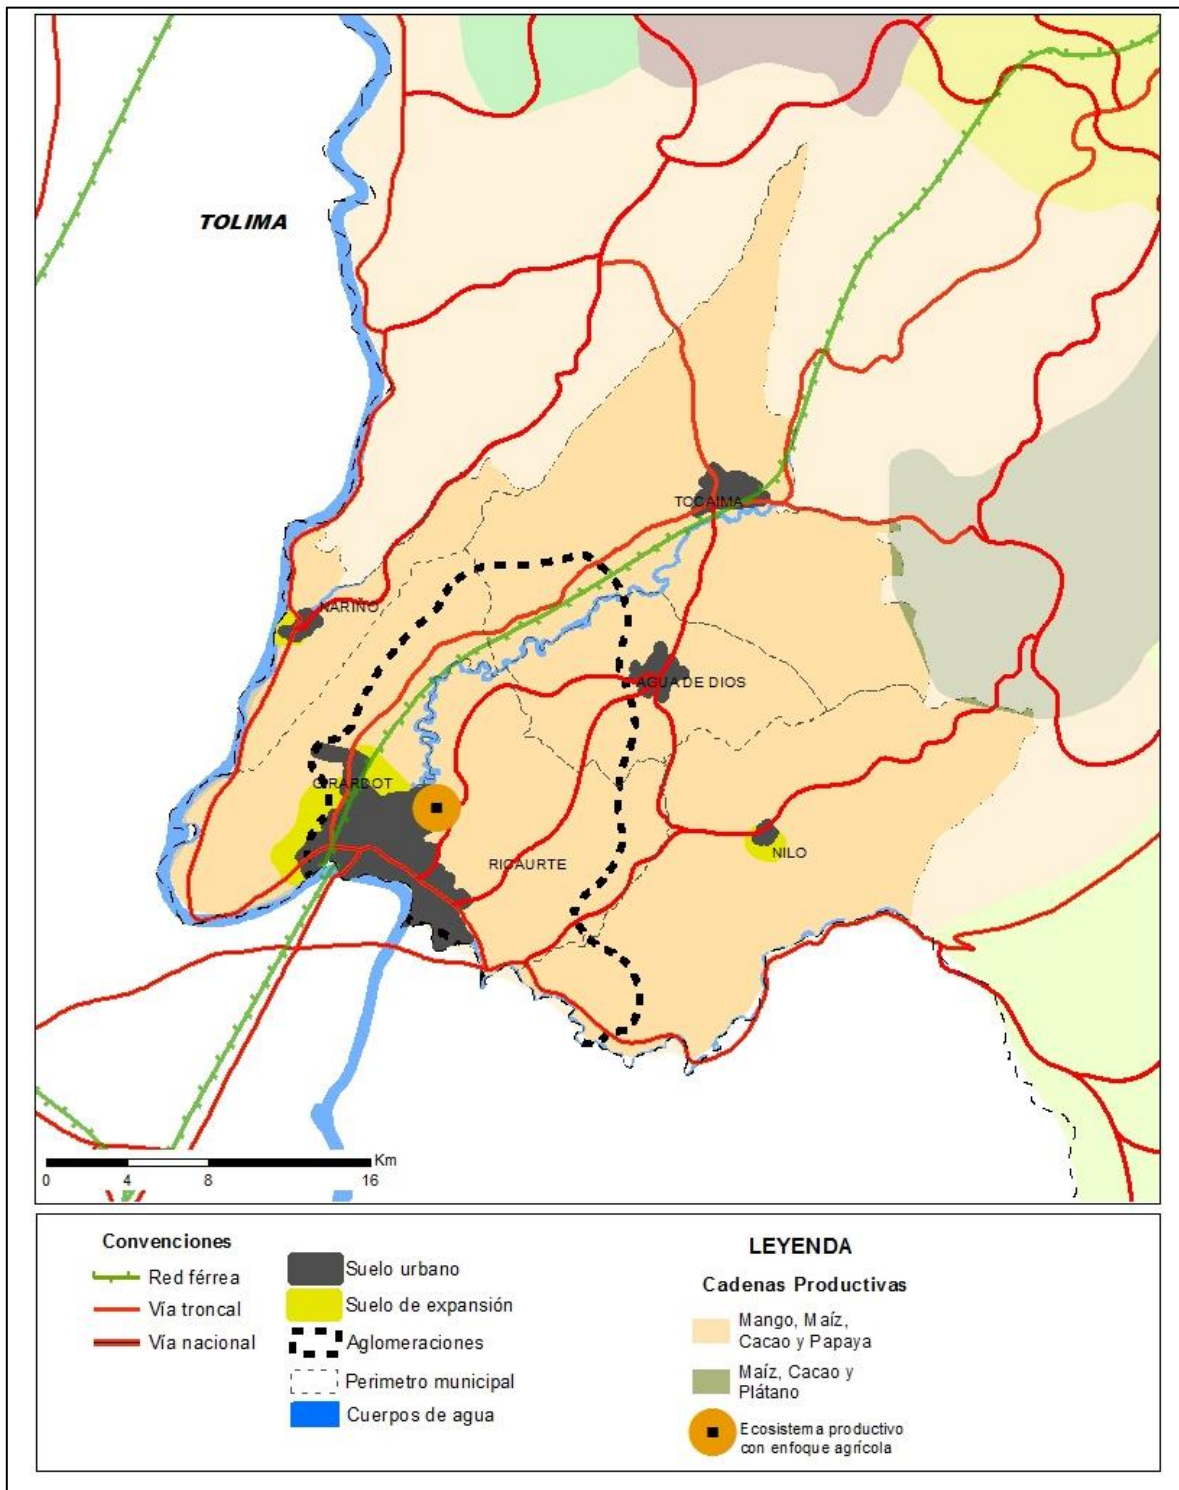 TOLIMA
TOCAIMA
NARIÑO
AGUA DE DIOS
GIRARDOT
RICAURTE
NILO
Km
0 4 8 16
Convenciones
Red férrea
Vía troncal
Vía nacional
Suelo urbano
Suelo de expansión
Aglomeraciones
Perimetro municipal
Cuerpos de agua
LEYENDA
Cadenas Productivas
Mango, Maíz,
Cacao y Papaya
Maíz, Cacao y
Plátano
Ecosistema productivo
con enfoque agrícola